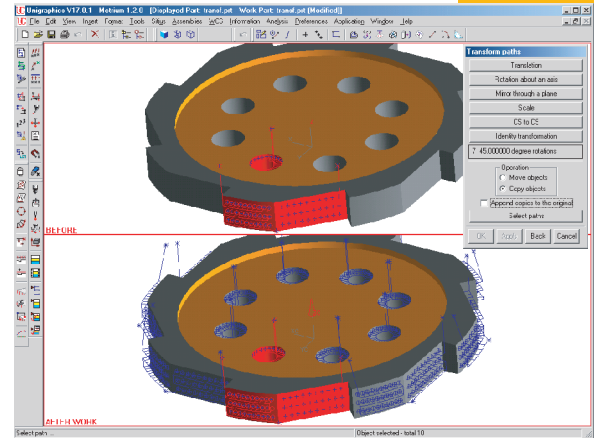 Unigraphics V17.0.1 Metrium 1.2.0 [Displayed Part: transf.prt Work Part: transf.prt (Modified)]
File Edit View Insert Format Tools Assemblies WCS Information Analysis Preferences Application Window Help
Transform paths
Translation
Rotation about an axis
Mirror through a plane
Scale
CS to CS
Identity transformation
7 45.000000 degree rotations
Operation
Move objects
Copy objects
Append copies to the original
Select paths
OK Apply Back Cancel
BEFORE
AFTER WORK
Select path ...
Object selected - total 10